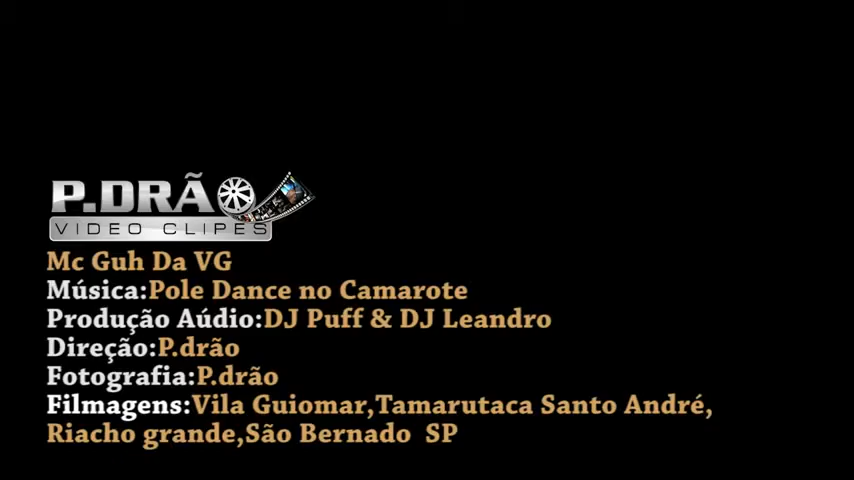 P.DRÃO
VIDEO CLIPES
Mc Guh Da VG
Música:Pole Dance no Camarote
Produção Aúdio:DJ Puff & DJ Leandro
Direção:P.drão
Fotografia:P.drão
Filmagens:Vila Guiomar,Tamarutaca Santo André,
Riacho grande,São Bernado  SP